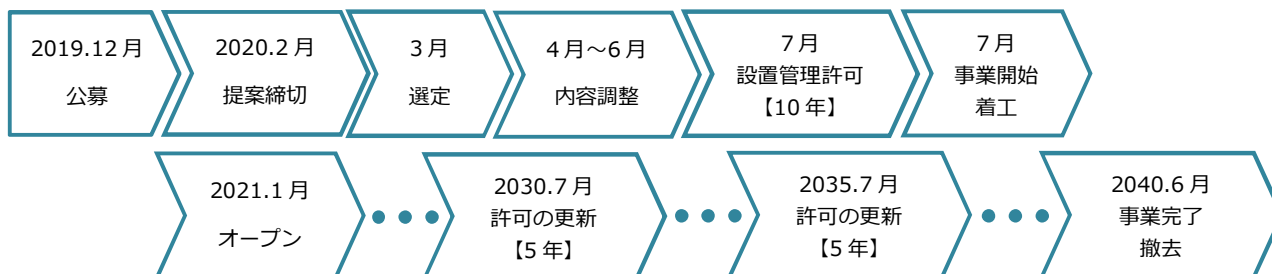 2019.12月
公募
2020.2月
提案締切
3月
選定
4月～6月
内容調整
7月
設置管理許可
【10年】
7月
事業開始
着工
2021.1月
オープン
2030.7月
許可の更新
【5年】
2035.7月
許可の更新
【5年】
2040.6月
事業完了
撤去